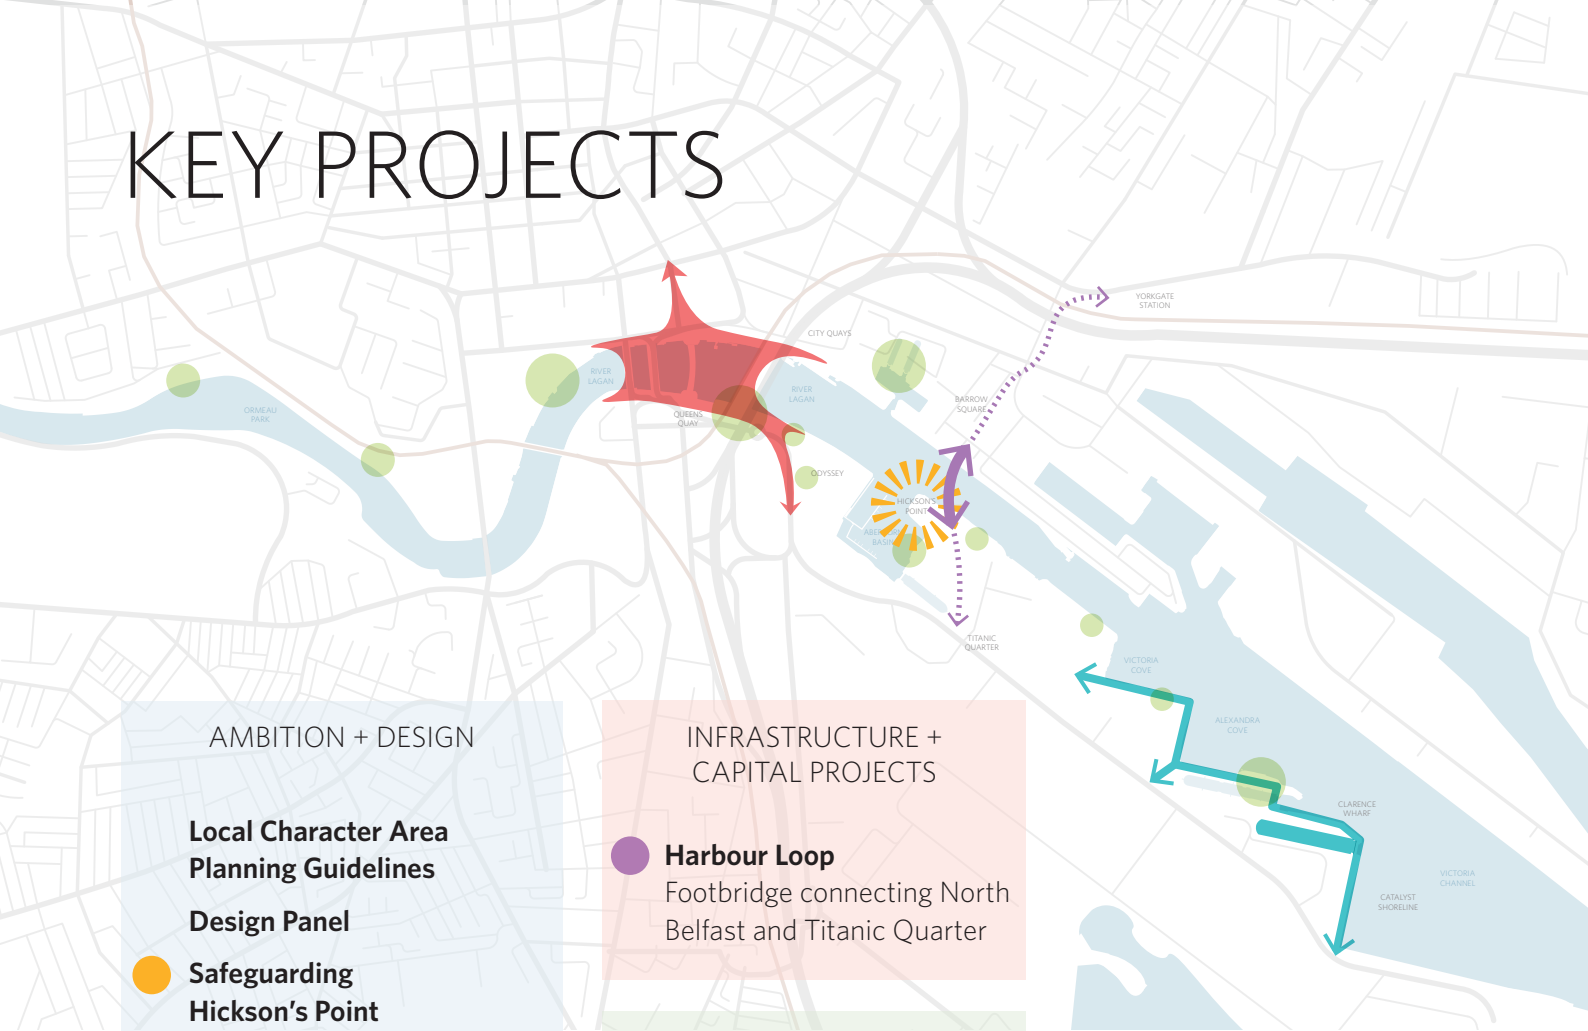 KEY PROJECTS
YORKGATE
STATION
CITY QUAYS
RIVER
LAGAN
RIVER
LAGAN
BARROW
SQUARE
ORMEAU
PARK
QUEENS
QUAY
ODYSSEY
HICKSON'S
POINT
BASIN
TITANIC
QUARTER
VICTORIA
COVE
ALEXANDRA
COVE
CLARENCE
WHARF
VICTORIA
CHANNEL
CATALYST
SHORELINE
AMBITION + DESIGN
Local Character Area
Planning Guidelines
Design Panel
Safeguarding
Hickson’s Point
INFRASTRUCTURE +
CAPITAL PROJECTS
Harbour Loop
Footbridge connecting North
Belfast and Titanic Quarter